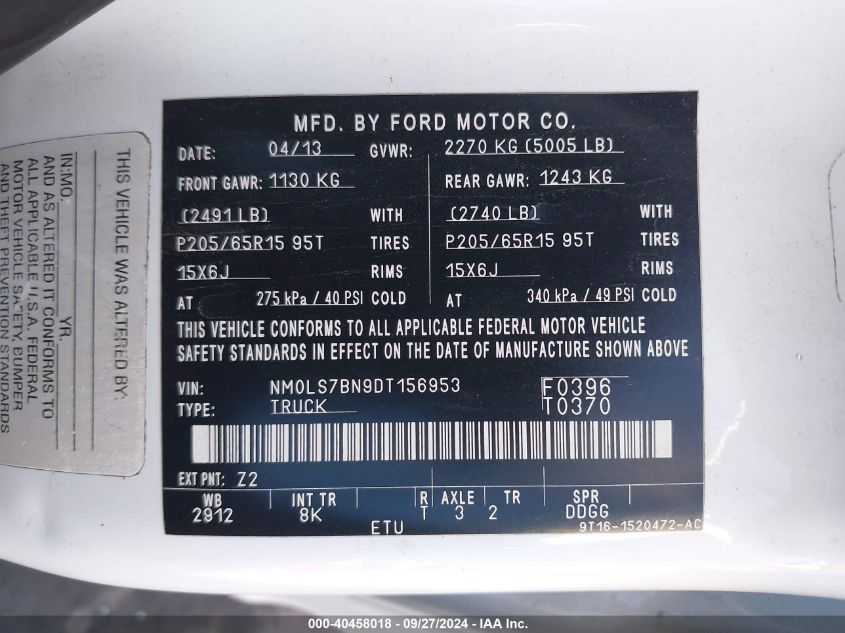 MFD. BY FORD MOTOR CO.
DATE: 04/13 GVWR: 2270 KG (5005 LB)
FRONT GAWR: 1130 KG REAR GAWR: 1243 KG
(2491 LB) WITH (2740 LB) WITH
P205/65R15 95T TIRES P205/65R15 95T TIRES
15X6J RIMS 15X6J RIMS
AT 275 kPa / 40 PSI COLD AT 340 kPa / 49 PSI COLD
THIS VEHICLE CONFORMS TO ALL APPLICABLE FEDERAL MOTOR VEHICLE
SAFETY STANDARDS IN EFFECT ON THE DATE OF MANUFACTURE SHOWN ABOVE
VIN: NM0LS7BN9DT156953 F0396
TYPE: TRUCK T0370
EXT PNT: Z2
WB INT TR R AXLE TR SPR
2912 8K T 3 2 DDGG
ETU 9T16-1520472-AC
THIS VEHICLE WAS ALTERED BY:
IN: MO. YR.
AND AS ALTERED IT CONFORMS TO
ALL APPLICABLE U.S.A. FEDERAL
MOTOR VEHICLE SAFETY, BUMPER
AND THEFT PREVENTION STANDARDS
000-40458018 - 09/27/2024 - IAA Inc.